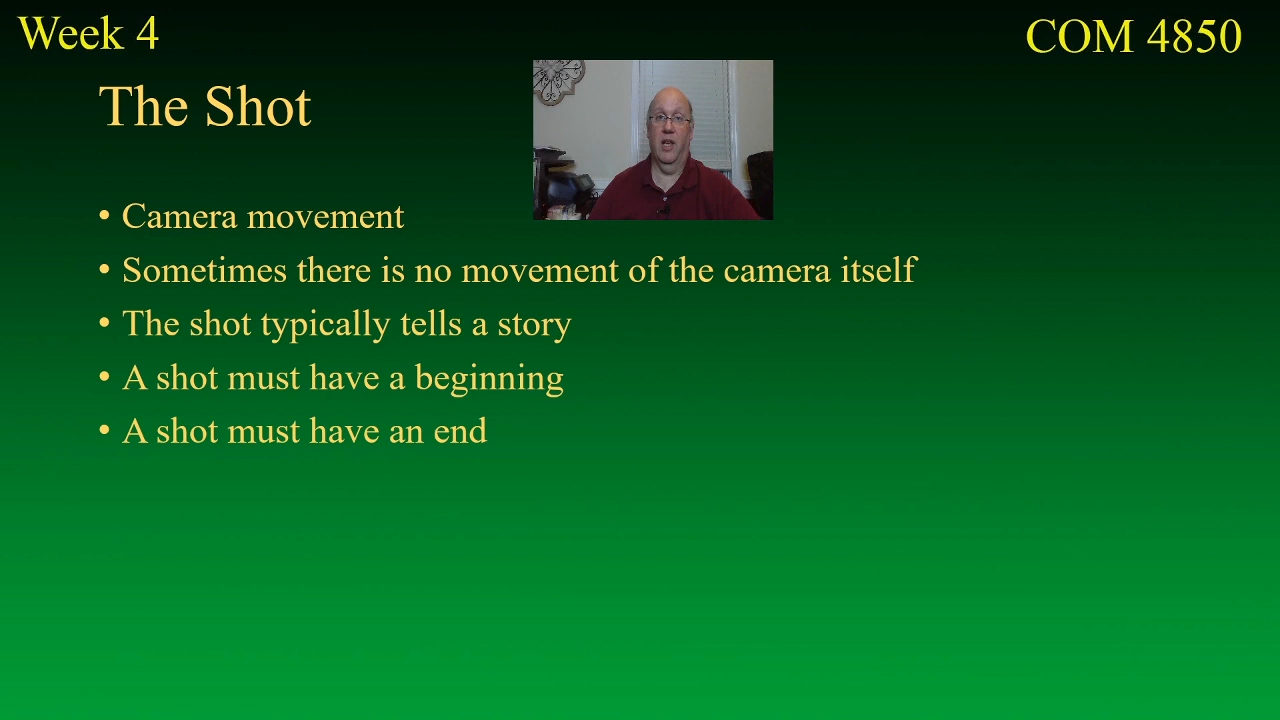 Week 4
COM 4850
The Shot
• Camera movement
• Sometimes there is no movement of the camera itself
• The shot typically tells a story
• A shot must have a beginning
• A shot must have an end